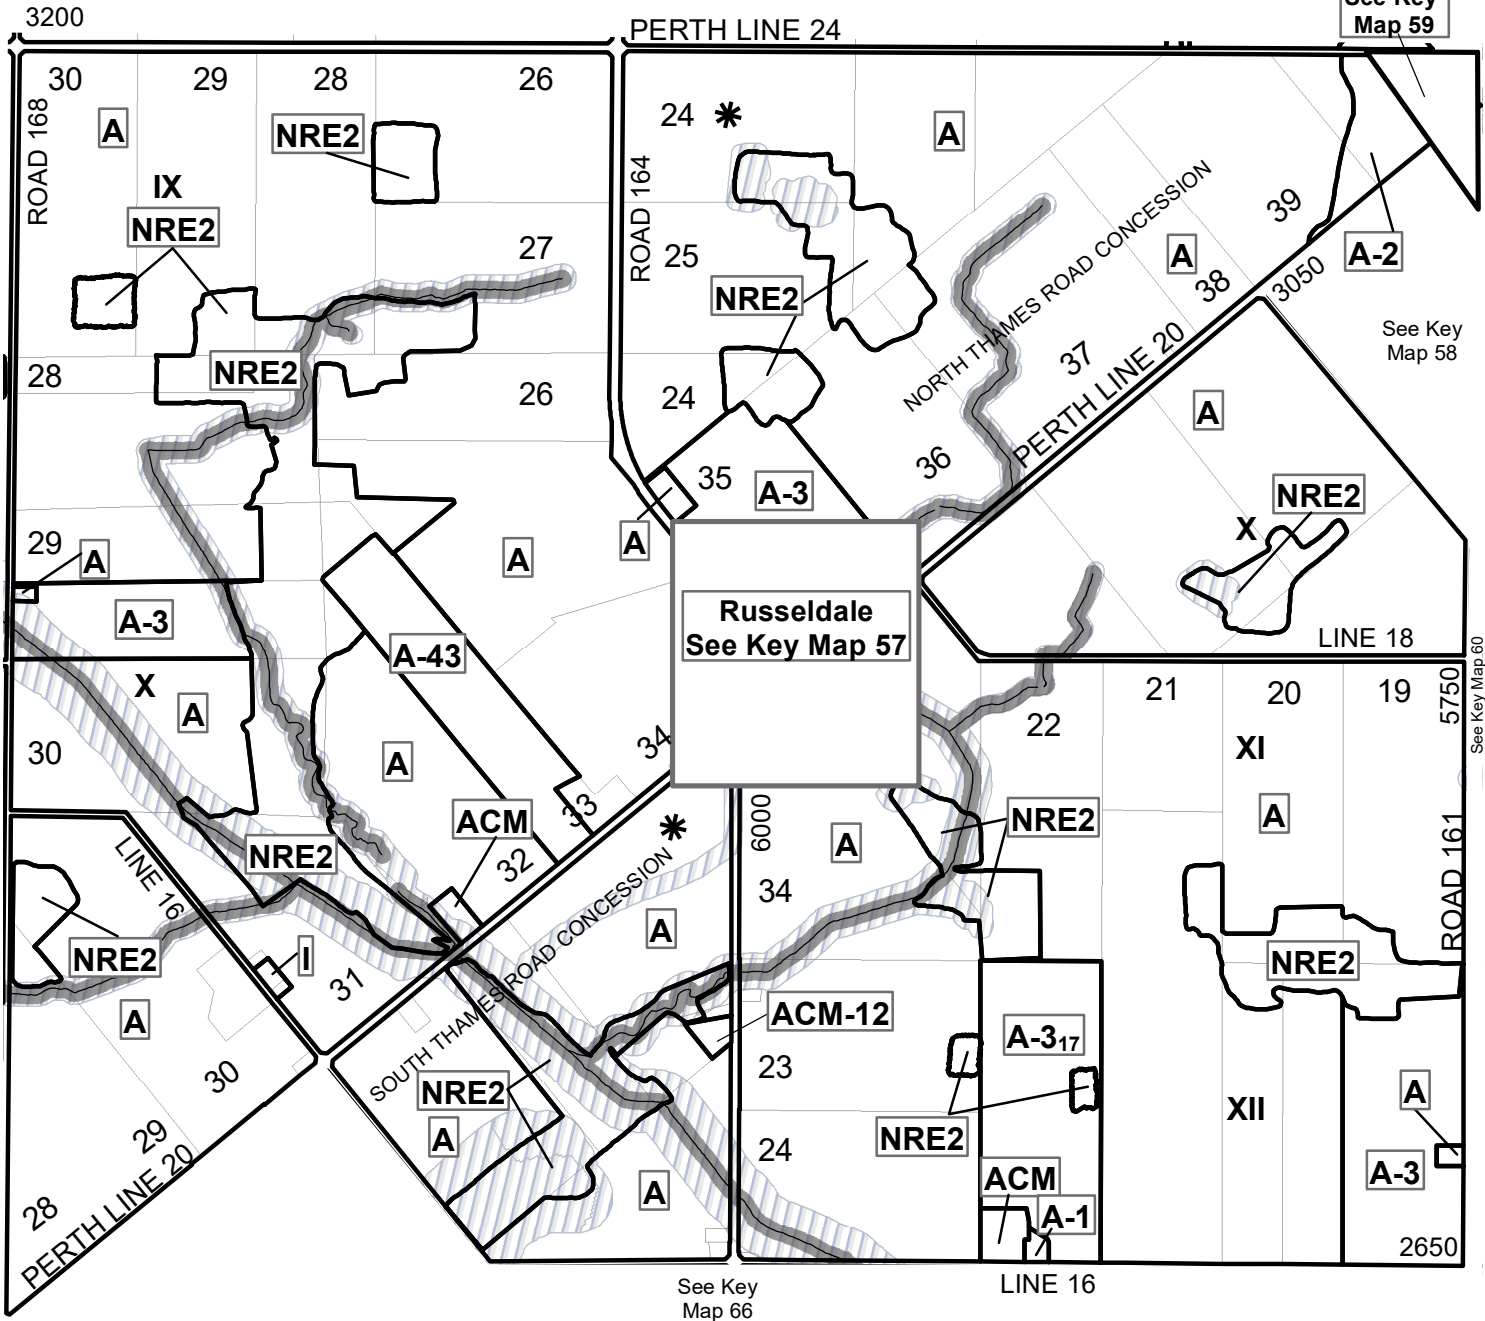 3200
PERTH LINE 24
See Key
Map 59
30
29
28
26
24 *
A
NRE2
A
ROAD 168
IX
NRE2
ROAD 164
NORTH THAMES ROAD CONCESSION
39
27
25
A
A-2
38
3050
NRE2
See Key
Map 58
28
NRE2
26
24
37
PERTH LINE 20
A
36
35
A-3
NRE2
X
29
A
A
A
A-3
Russeldale
See Key Map 57
LINE 18
A-43
X
A
30
A
34
22
21
20
19
5750
See Key Map 60
XI
33
ACM
*
6000
A
NRE2
A
ROAD 161
LINE 16
NRE2
32
34
NRE2
I
31
SOUTH THAMES ROAD CONCESSION
A
NRE2
A
ACM-12
A-3₁₇
30
NRE2
23
A
29
A
NRE2
XII
24
A-3
PERTH LINE 20
28
A
ACM
A-1
2650
See Key
Map 66
LINE 16